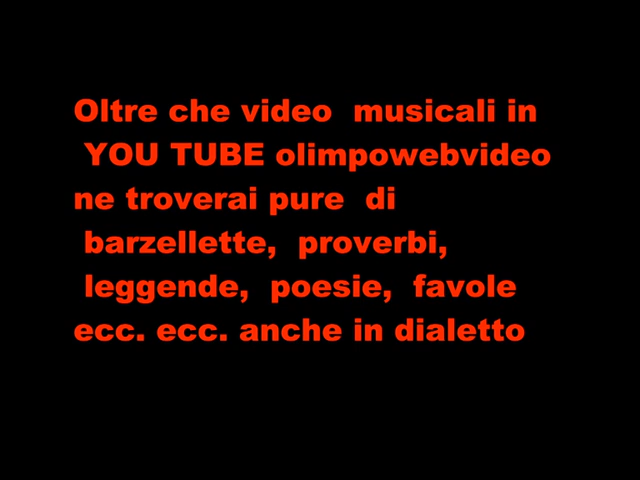 Oltre che video musicali in
YOU TUBE olimpowebvideo
ne troverai pure di
barzellette, proverbi,
leggende, poesie, favole
ecc. ecc. anche in dialetto